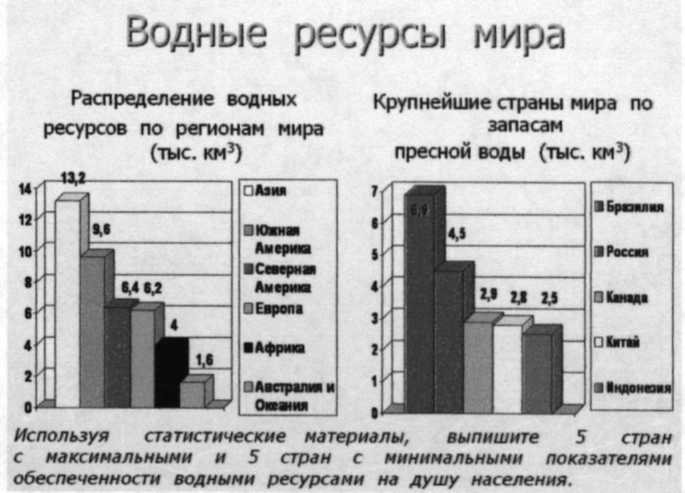 Водные ресурсы мира
Распределение водных
ресурсов по регионам мира
(тыс. км³)
14
12
10
8
6
4
2
0
13,2
9,6
6,4
6,2
4
1,6
Азия
Южная
Америка
Северная
Америка
Европа
Африка
Австралия и
Океания
Крупнейшие страны мира по
запасам
пресной воды (тыс. км³)
7
6
5
4
3
2
1
0
6,9
4,5
2,9
2,8
2,5
Бразилия
Россия
Канада
Китай
Индонезия
Используя статистические материалы, выпишите 5 стран
с максимальными и 5 стран с минимальными показателями
обеспеченности водными ресурсами на душу населения.